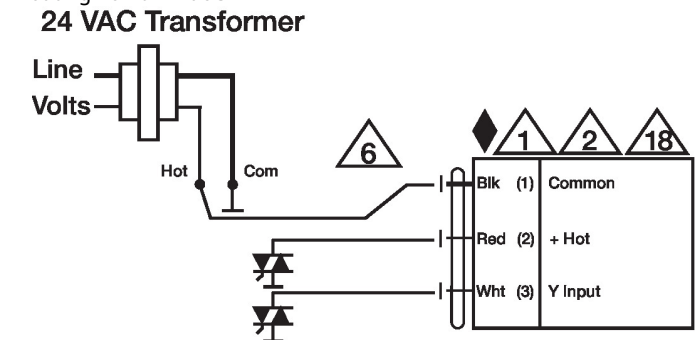 24 VAC Transformer
Line
Volts
Hot
Com
6
1
2
18
Blk (1) Common
Red (2) + Hot
Wht (3) Y Input